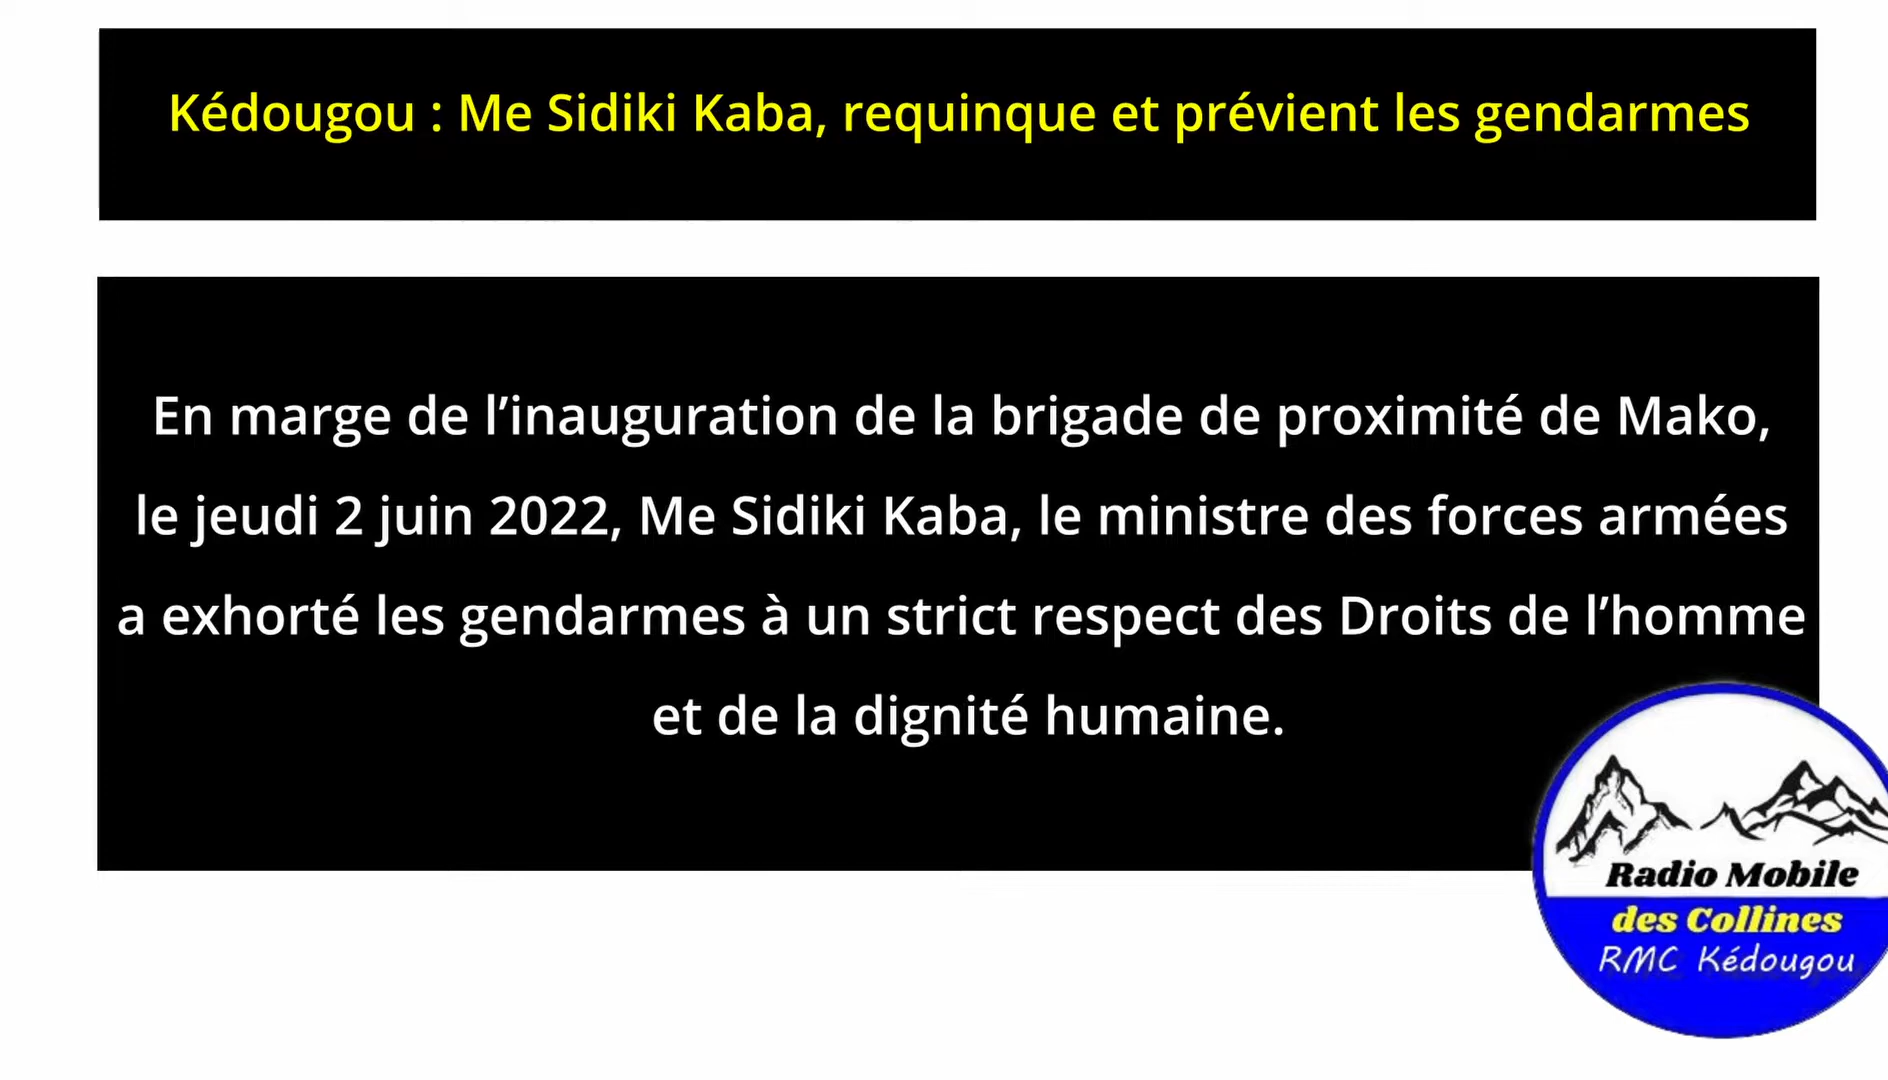 Kédougou : Me Sidiki Kaba, requinque et prévient les gendarmes
En marge de l’inauguration de la brigade de proximité de Mako,
le jeudi 2 juin 2022, Me Sidiki Kaba, le ministre des forces armées
a exhorté les gendarmes à un strict respect des Droits de l’homme
et de la dignité humaine.
Radio Mobile
des Collines
RMC Kédougou